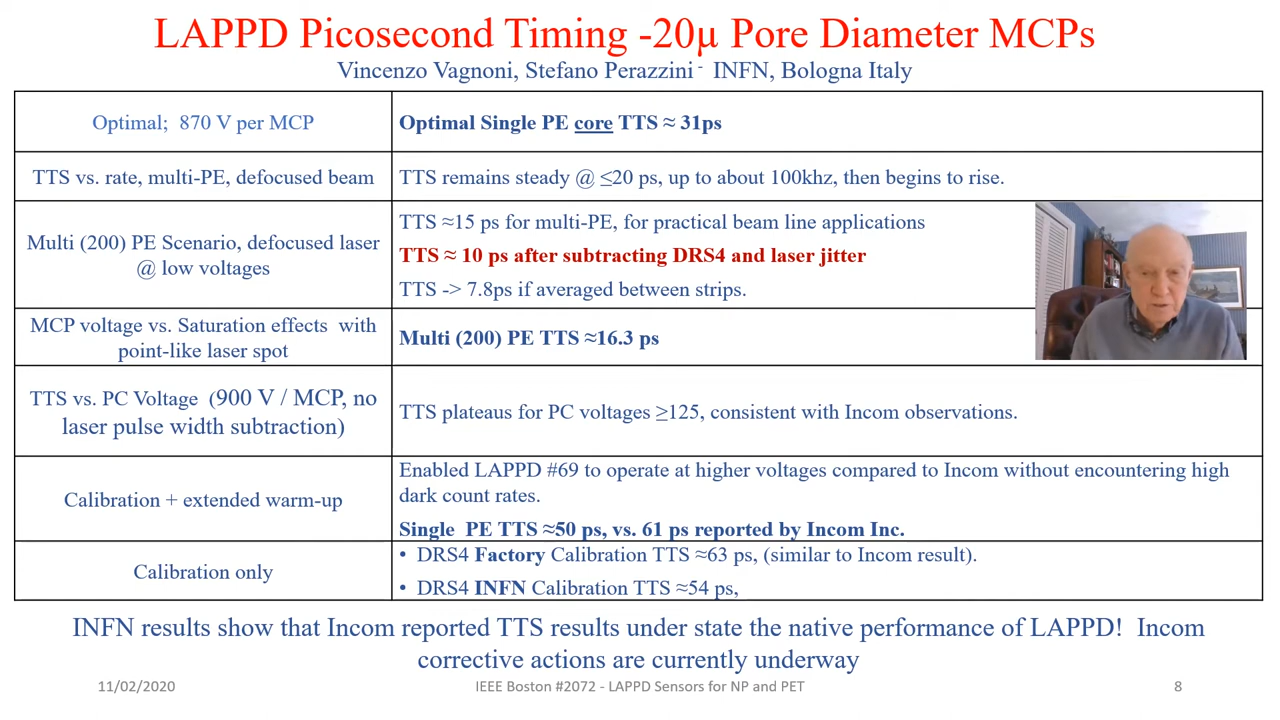 LAPPD Picosecond Timing -20µ Pore Diameter MCPs
Vincenzo Vagnoni, Stefano Perazzini - INFN, Bologna Italy
Optimal; 870 V per MCP
Optimal Single PE core TTS ≈ 31ps
TTS vs. rate, multi-PE, defocused beam
TTS remains steady @ ≤20 ps, up to about 100khz, then begins to rise.
Multi (200) PE Scenario, defocused laser
@ low voltages
TTS ≈15 ps for multi-PE, for practical beam line applications
TTS ≈ 10 ps after subtracting DRS4 and laser jitter
TTS -> 7.8ps if averaged between strips.
MCP voltage vs. Saturation effects with
point-like laser spot
Multi (200) PE TTS ≈16.3 ps
TTS vs. PC Voltage (900 V / MCP, no
laser pulse width subtraction)
TTS plateaus for PC voltages ≥125, consistent with Incom observations.
Calibration + extended warm-up
Enabled LAPPD #69 to operate at higher voltages compared to Incom without encountering high
dark count rates.
Single PE TTS ≈50 ps, vs. 61 ps reported by Incom Inc.
Calibration only
• DRS4 Factory Calibration TTS ≈63 ps, (similar to Incom result).
• DRS4 INFN Calibration TTS ≈54 ps,
INFN results show that Incom reported TTS results under state the native performance of LAPPD! Incom
corrective actions are currently underway
11/02/2020
IEEE Boston #2072 - LAPPD Sensors for NP and PET
8